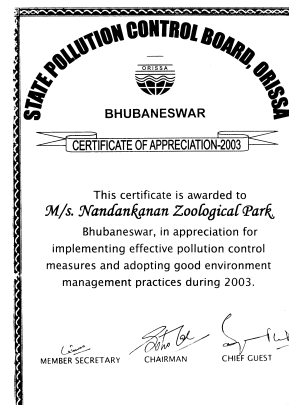 STATE POLLUTION CONTROL BOARD, ORISSA
ORISSA
BHUBANESWAR
CERTIFICATE OF APPRECIATION-2003
This certificate is awarded to
M/s. Nandankanan Zoological Park,
Bhubaneswar, in appreciation for
implementing effective pollution control
measures and adopting good environment
management practices during 2003.
MEMBER SECRETARY CHAIRMAN CHIEF GUEST